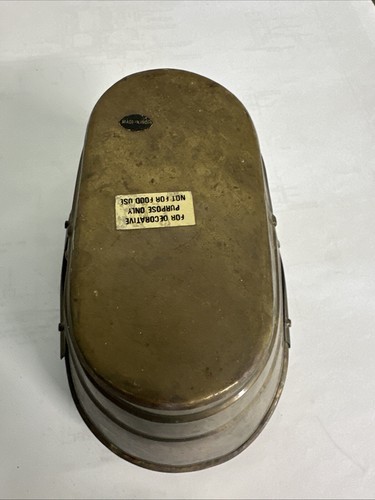 FOR DECORATIVE
PURPOSE ONLY
NOT FOR FOOD USE